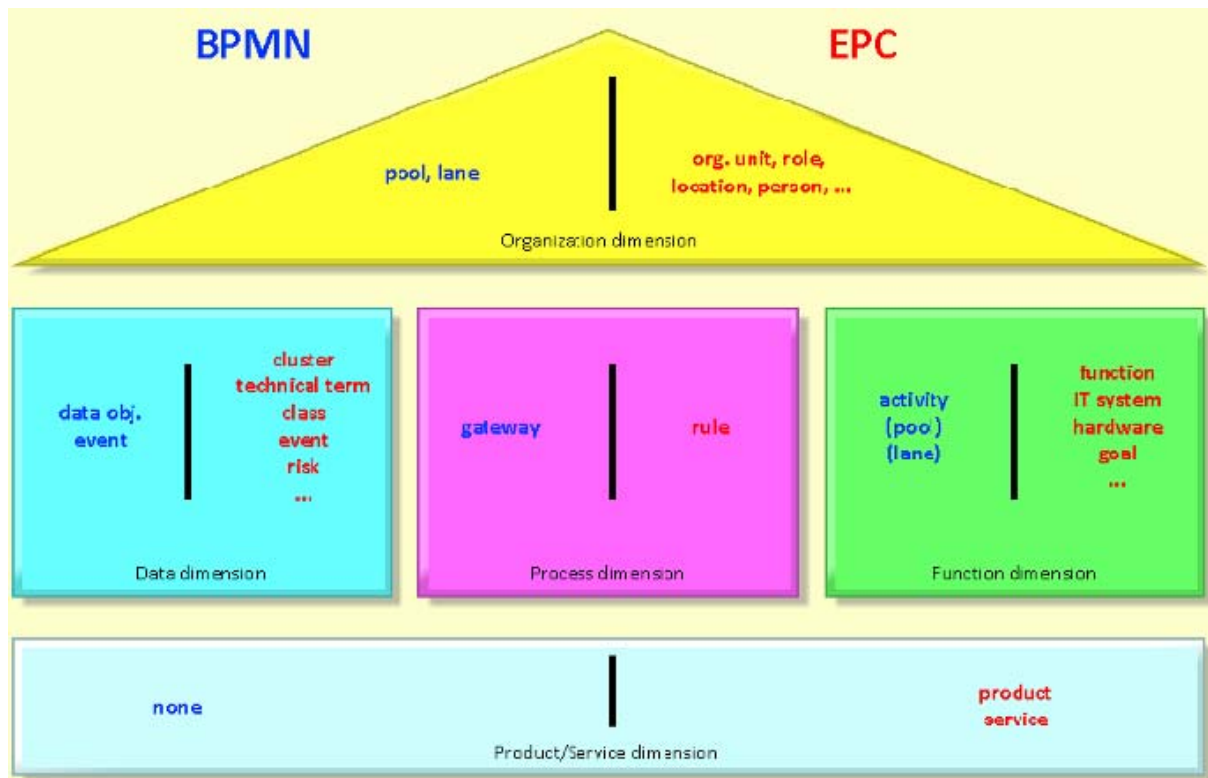 BPMN
EPC
pool, lane
org. unit, role,
location, person, ...
Organization dimension
data obj.
event
cluster
technical term
class
event
risk
...
Data dimension
gateway
rule
Process dimension
activity
(pool)
(lane)
function
IT system
hardware
goal
...
Function dimension
none
product
service
Product/Service dimension